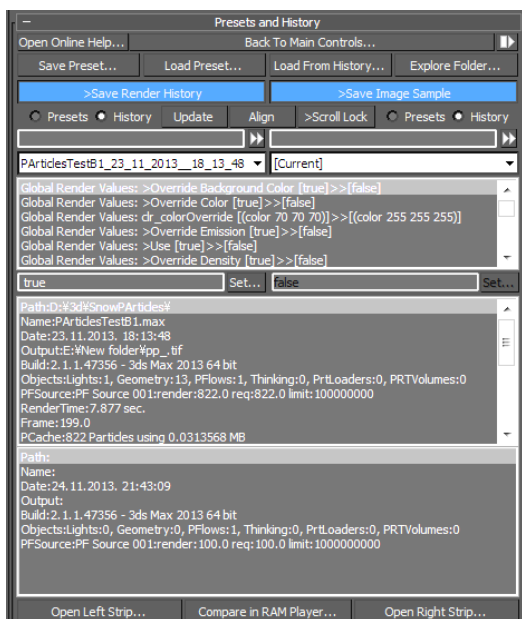 Presets and History
Open Online Help... Back To Main Controls...
Save Preset... Load Preset... Load From History... Explore Folder...
>Save Render History >Save Image Sample
Presets History Update Align >Scroll Lock Presets History
PArticlesTestB1_23_11_2013__18_13_48 [Current]
Global Render Values: >Override Background Color [true]>>[false]
Global Render Values: >Override Color [true]>>[false]
Global Render Values: dr_colorOverride [(color 70 70 70)]>>[(color 255 255 255)]
Global Render Values: >Override Emission [true]>>[false]
Global Render Values: >Use [true]>>[false]
Global Render Values: >Override Density [true]>>[false]
true Set... false Set...
Path:D:¥3d¥SnowPArticles¥
Name:PArticlesTestB1.max
Date:23.11.2013. 18:13:48
Output:E:¥New folder¥pp_.tif
Build:2.1.1.47356 - 3ds Max 2013 64 bit
Objects:Lights:1, Geometry:13, PFlows:1, Thinking:0, PrtLoaders:0, PRTVolumes:0
PFSource:PF Source 001:render:822.0 req:822.0 limit:100000000
RenderTime:7.877 sec.
Frame:199.0
PCache:822 Particles using 0.0313568 MB
Path:
Name:
Date:24.11.2013. 21:43:09
Output:
Build:2.1.1.47356 - 3ds Max 2013 64 bit
Objects:Lights:0, Geometry:0, PFlows:1, Thinking:0, PrtLoaders:0, PRTVolumes:0
PFSource:PF Source 001:render:100.0 req:100.0 limit:1000000000
Open Left Strip... Compare in RAM Player... Open Right Strip...